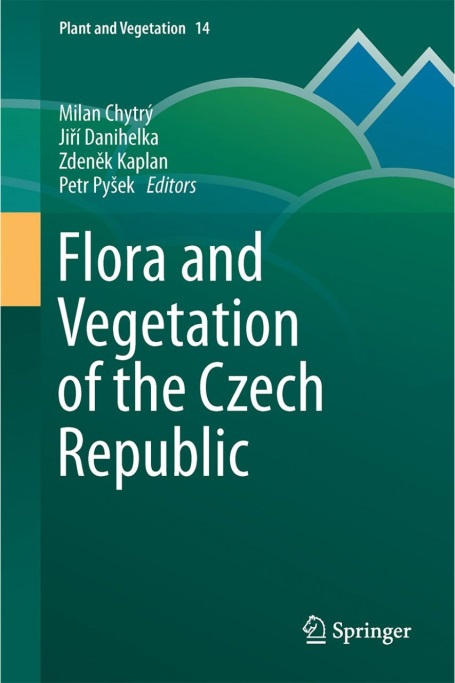 Plant and Vegetation 14
Milan Chytrý
Jiří Danihelka
Zdeněk Kaplan
Petr Pyšek Editors
Flora and
Vegetation
of the Czech
Republic
Springer